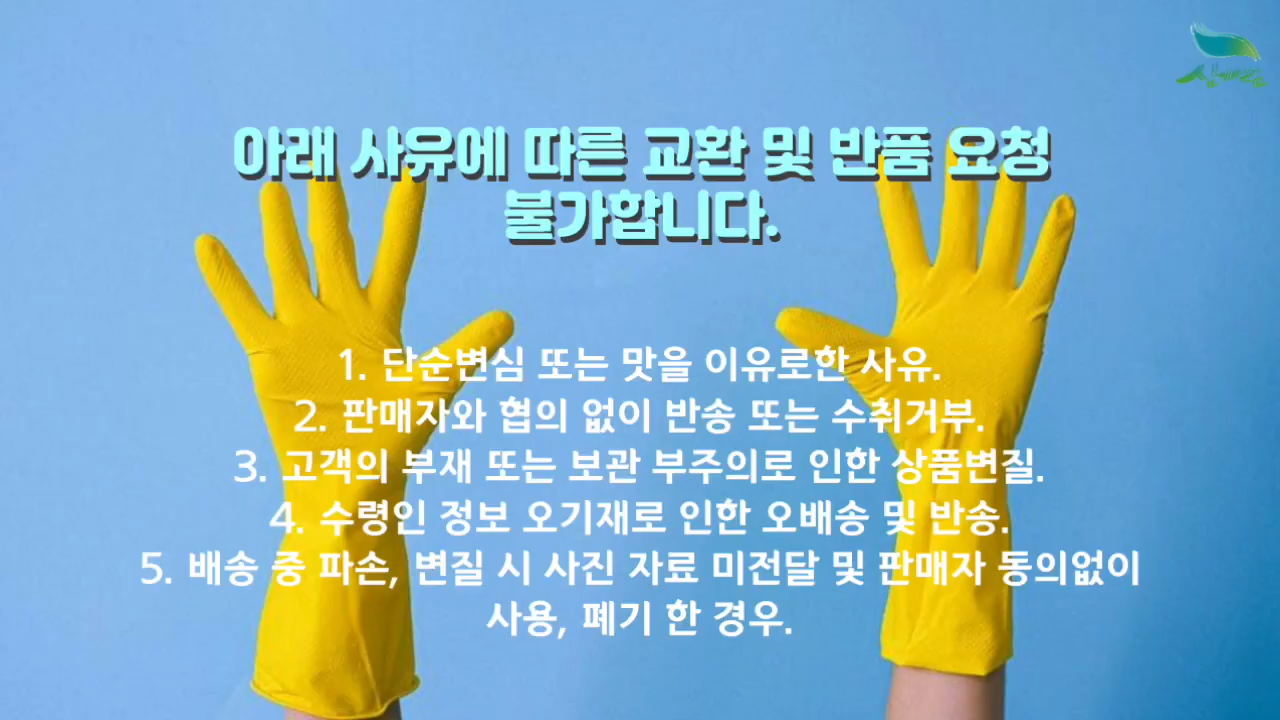 아래 사유에 따른 교환 및 반품 요청
불가합니다.
1. 단순변심 또는 맛을 이유로한 사유.
2. 판매자와 협의 없이 반송 또는 수취거부.
3. 고객의 부재 또는 보관 부주의로 인한 상품변질.
4. 수령인 정보 오기재로 인한 오배송 및 반송.
5. 배송 중 파손, 변질 시 사진 자료 미전달 및 판매자 동의없이
사용, 폐기 한 경우.